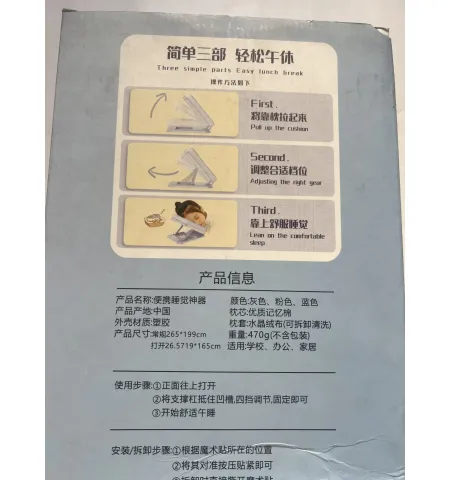 简单三部 轻松午休
Three simple parts Easy lunch break
操作方法如下
First.
将靠枕拉起来
Pull up the cushion
Second.
调整合适档位
Adjusting the right gear
Third.
靠上舒服睡觉
Lean on the comfortable
sleep
产品信息
产品名称:便携睡觉神器 颜色:灰色、粉色、蓝色
产品产地:中国 枕芯:优质记忆棉
外壳材质:塑胶 枕套:水晶绒布(可拆卸清洗)
产品尺寸:常规265*199cm 重量:470g(不含包装)
打开26.5719*165cm 适用:学校、办公、家居
使用步骤:①正面往上打开
②将支撑杠抵住凹槽,四挡调节,固定即可
③开始舒适午睡
安装/拆卸步骤:①根据魔术贴所在的位置
②将其对准按压贴紧即可